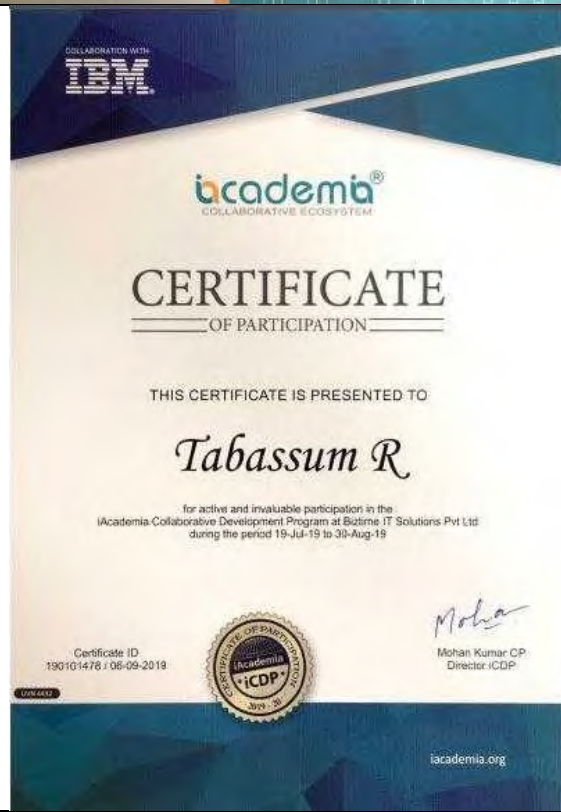 COLLABORATION WITH
IBM.
iacademia®
COLLABORATIVE ECOSYSTEM
CERTIFICATE
OF PARTICIPATION
THIS CERTIFICATE IS PRESENTED TO
Tabassum R
for active and invaluable participation in the
iAcademia Collaborative Development Program at Biztime IT Solutions Pvt Ltd
during the period 19-Jul-19 to 30-Aug-19
Moha
Certificate ID
190101478 / 06-09-2019
CERTIFICATE OF PARTICIPATION
iAcademia
iCDP
2019 - 20
Mohan Kumar CP
Director iCDP
iacademia.org